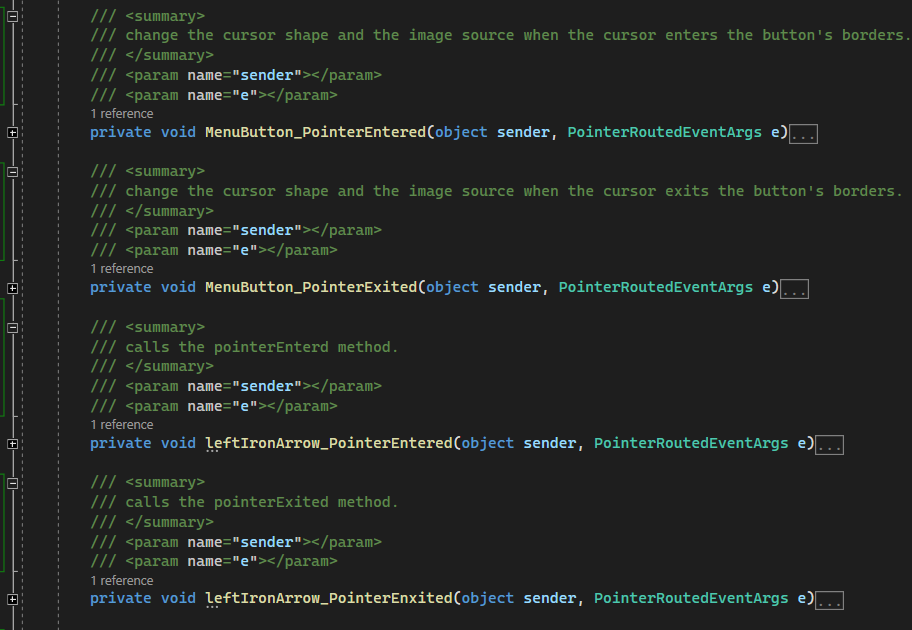 /// <summary>
/// change the cursor shape and the image source when the cursor enters the button's borders.
/// </summary>
/// <param name="sender"></param>
/// <param name="e"></param>
1 reference
private void MenuButton_PointerEntered(object sender, PointerRoutedEventArgs e)...
/// <summary>
/// change the cursor shape and the image source when the cursor exits the button's borders.
/// </summary>
/// <param name="sender"></param>
/// <param name="e"></param>
1 reference
private void MenuButton_PointerExited(object sender, PointerRoutedEventArgs e)...
/// <summary>
/// calls the pointerEnterd method.
/// </summary>
/// <param name="sender"></param>
/// <param name="e"></param>
1 reference
private void leftIronArrow_PointerEntered(object sender, PointerRoutedEventArgs e)...
/// <summary>
/// calls the pointerExited method.
/// </summary>
/// <param name="sender"></param>
/// <param name="e"></param>
1 reference
private void leftIronArrow_PointerEnxited(object sender, PointerRoutedEventArgs e)...